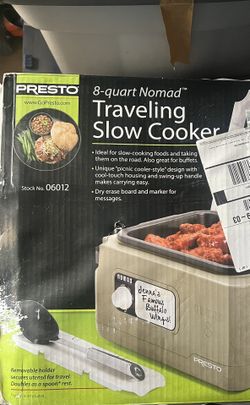 PRESTO
www.GoPresto.com
Stock No. 06012
8-quart Nomad™
Traveling
Slow Cooker
• Ideal for slow-cooking foods and taking
them on the road. Also great for buffets
• Unique "picnic cooler-style" design with
cool-touch housing and swing-up handle
makes carrying easy.
• Dry erase board and marker for
messages.
Jenna's
Famous
Buffalo
Wings!
PRESTO
Removable holder
secures utensil for travel.
Doubles as a spoon rest.